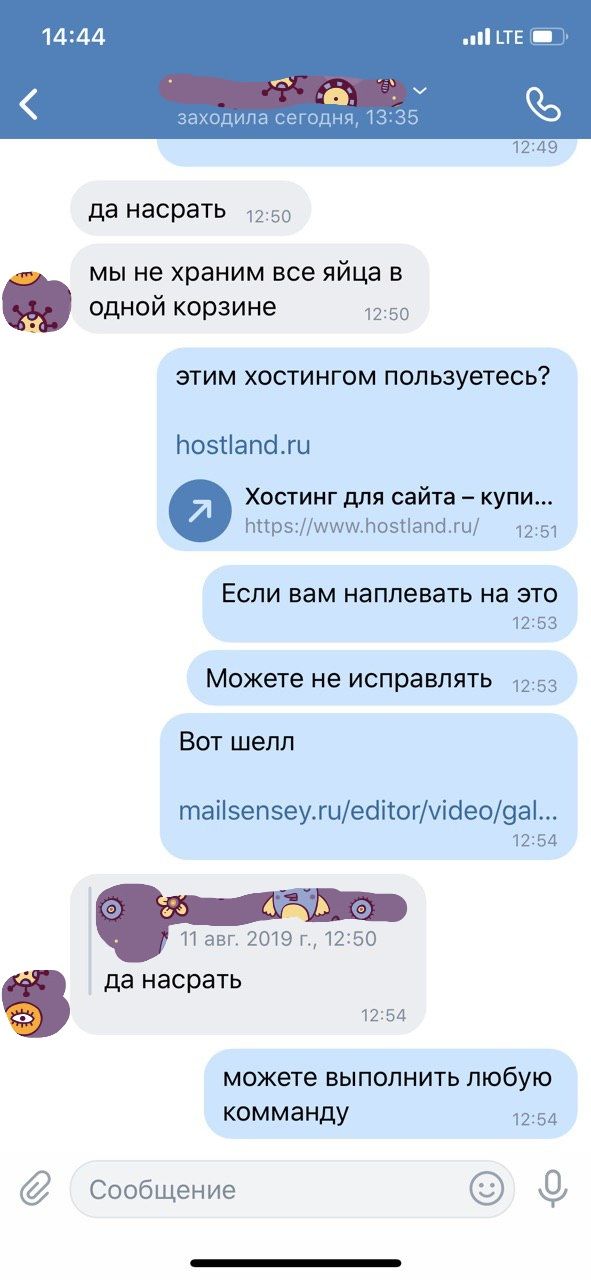 14:44
LTE
заходила сегодня, 13:35
12:49
да насрать 12:50
мы не храним все яйца в
одной корзине 12:50
этим хостингом пользуетесь?
hostland.ru
Хостинг для сайта – купи...
https://www.hostland.ru/ 12:51
Если вам наплевать на это
12:53
Можете не исправлять 12:53
Вот шелл
mailsensey.ru/editor/video/gal...
12:54
11 авг. 2019 г., 12:50
да насрать
12:54
можете выполнить любую
комманду 12:54
Сообщение